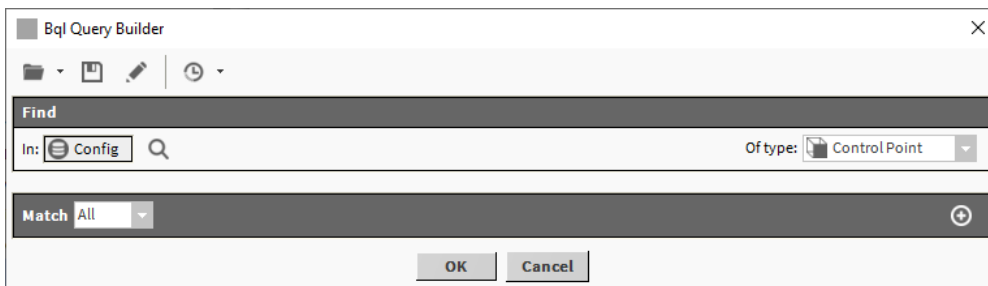 Bql Query Builder
Find
In: Config Of type: Control Point
Match All
OK Cancel